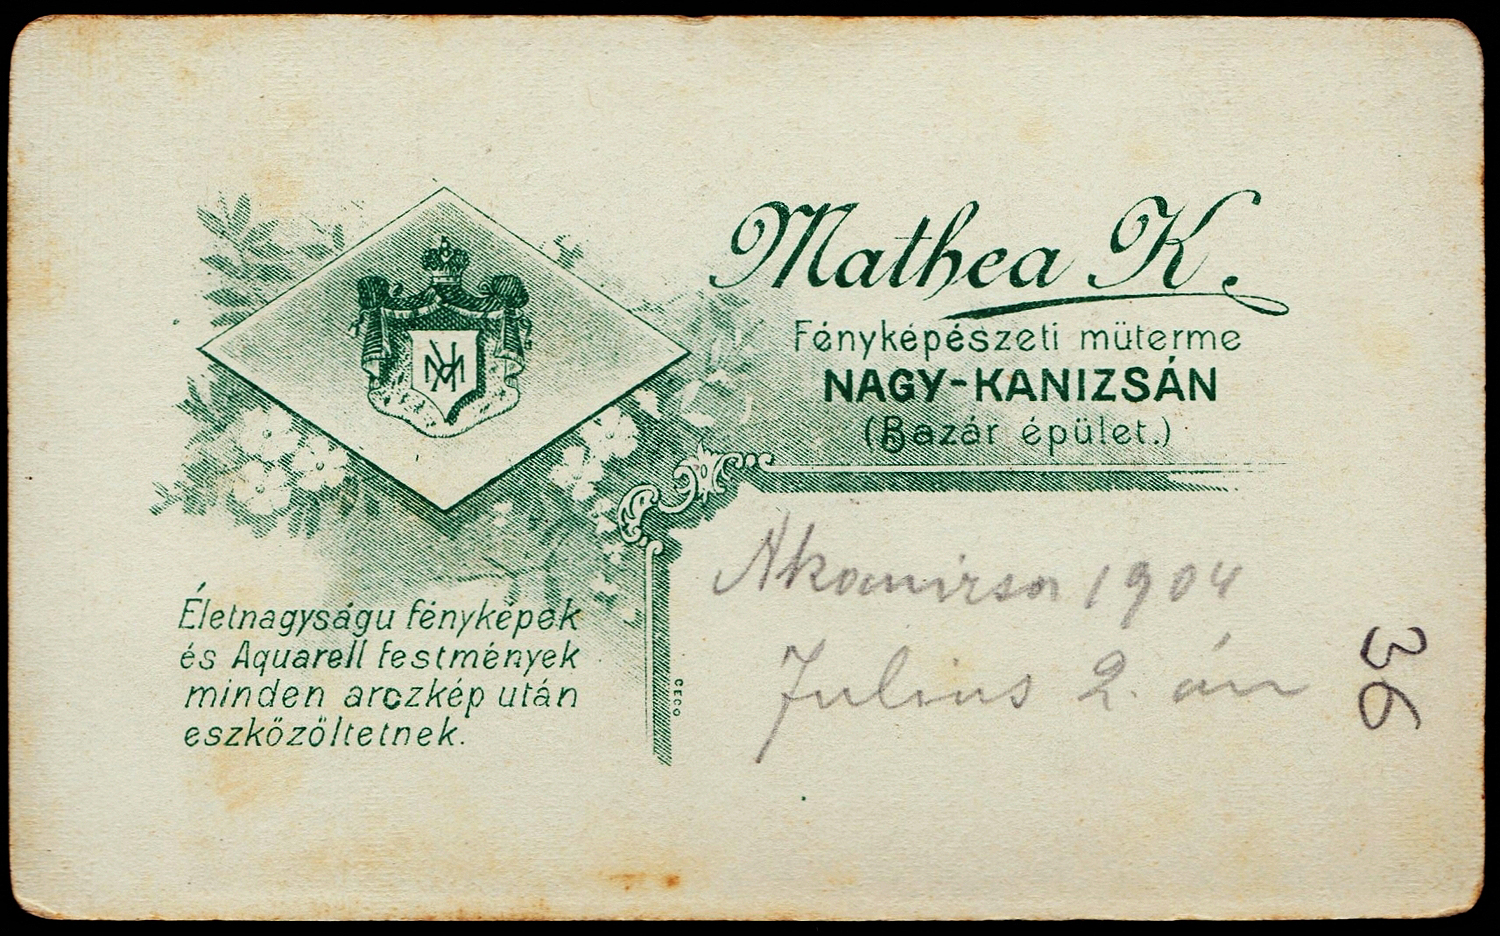 Mathea K.
Fényképészeti müterme
NAGY-KANIZSÁN
(Bazár épület.)
Életnagyságu fényképek
és Aquarell festmények
minden arczkép után
eszközöltetnek.
CECO
1904
Julius 2. án
36